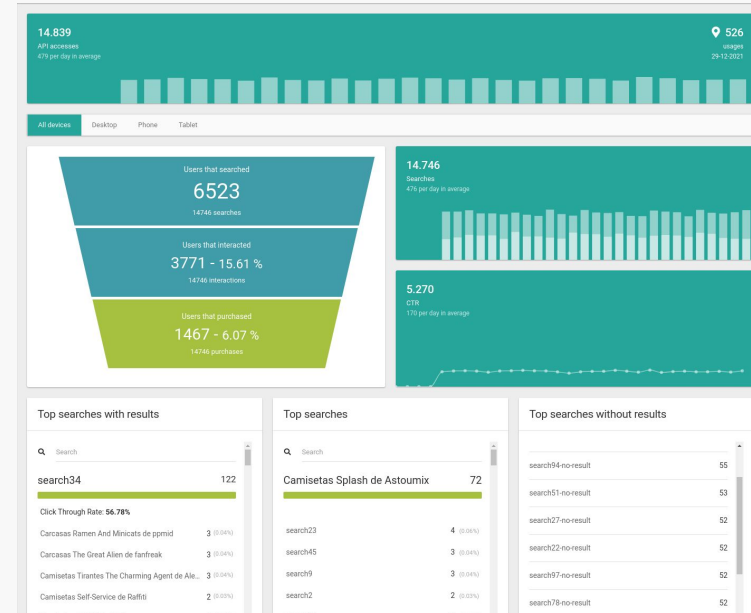 14.839
API accesses
479 per day in average
526
usages
29-12-2021
All devices Desktop Phone Tablet
Users that searched
6523
14746 searches
Users that interacted
3771 - 15.61 %
14746 interactions
Users that purchased
1467 - 6.07 %
14746 purchases
14.746
Searches
476 per day in average
5.270
CTR
170 per day in average
Top searches with results
Search
search34 122
Click Through Rate: 56.78%
Carcasas Ramen And Minicats de ppmid 3 (0.04%)
Carcasas The Great Alien de fanfreak 3 (0.04%)
Camisetas Tirantes The Charming Agent de Ale... 3 (0.04%)
Camisetas Self-Service de Raffiti 2 (0.03%)
Top searches
Search
Camisetas Splash de Astoumix 72
search23 4 (0.06%)
search45 3 (0.04%)
search9 3 (0.04%)
search2 2 (0.03%)
Top searches without results
search94-no-result 55
search51-no-result 53
search27-no-result 52
search22-no-result 52
search97-no-result 52
search78-no-result 52